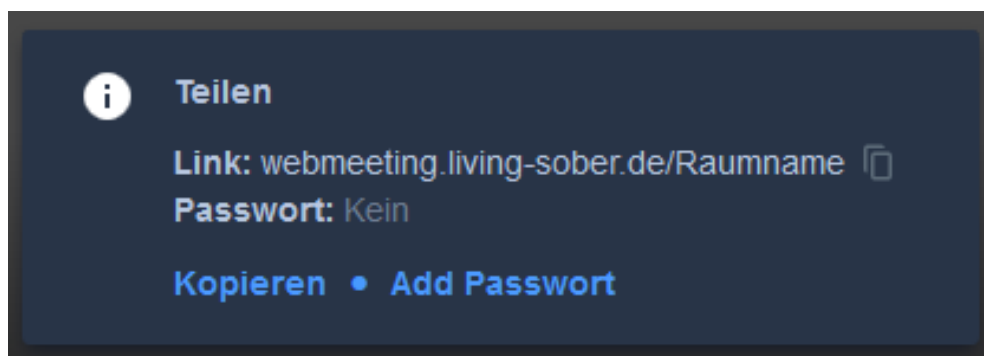 Teilen
Link: webmeeting.living-sober.de/Raumname
Passwort: Kein
Kopieren • Add Passwort